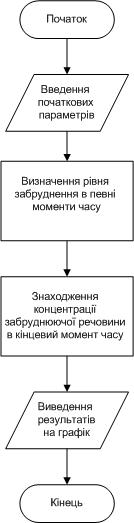 Початок
Введення
початкових
параметрів
Визначення рівня
забруднення в певні
моменти часу
Знаходження
концентрації
забруднюючої речовини
в кінцевий момент часу
Виведення
результатів
на графік
Кінець